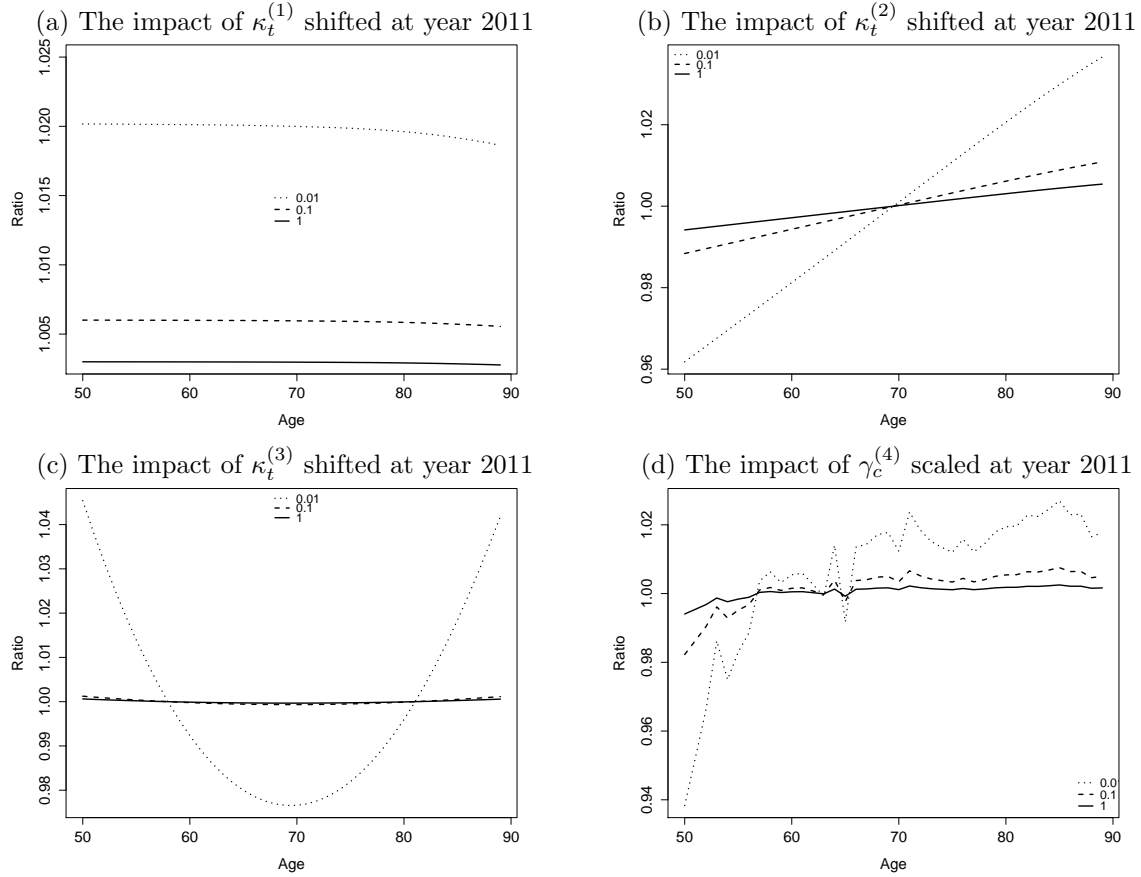 (a) The impact of κ_t^(1) shifted at year 2011
1.025
1.020
1.015
1.010
1.005
Ratio
0.01
0.1
1
50 60 70 80 90
Age
(b) The impact of κ_t^(2) shifted at year 2011
0.01
0.1
1
1.02
1.00
0.98
0.96
Ratio
50 60 70 80 90
Age
(c) The impact of κ_t^(3) shifted at year 2011
0.01
0.1
1
1.04
1.03
1.02
1.01
1.00
0.99
0.98
Ratio
50 60 70 80 90
Age
(d) The impact of γ_c^(4) scaled at year 2011
1.02
1.00
0.98
0.96
0.94
Ratio
0.0
0.1
1
50 60 70 80 90
Age